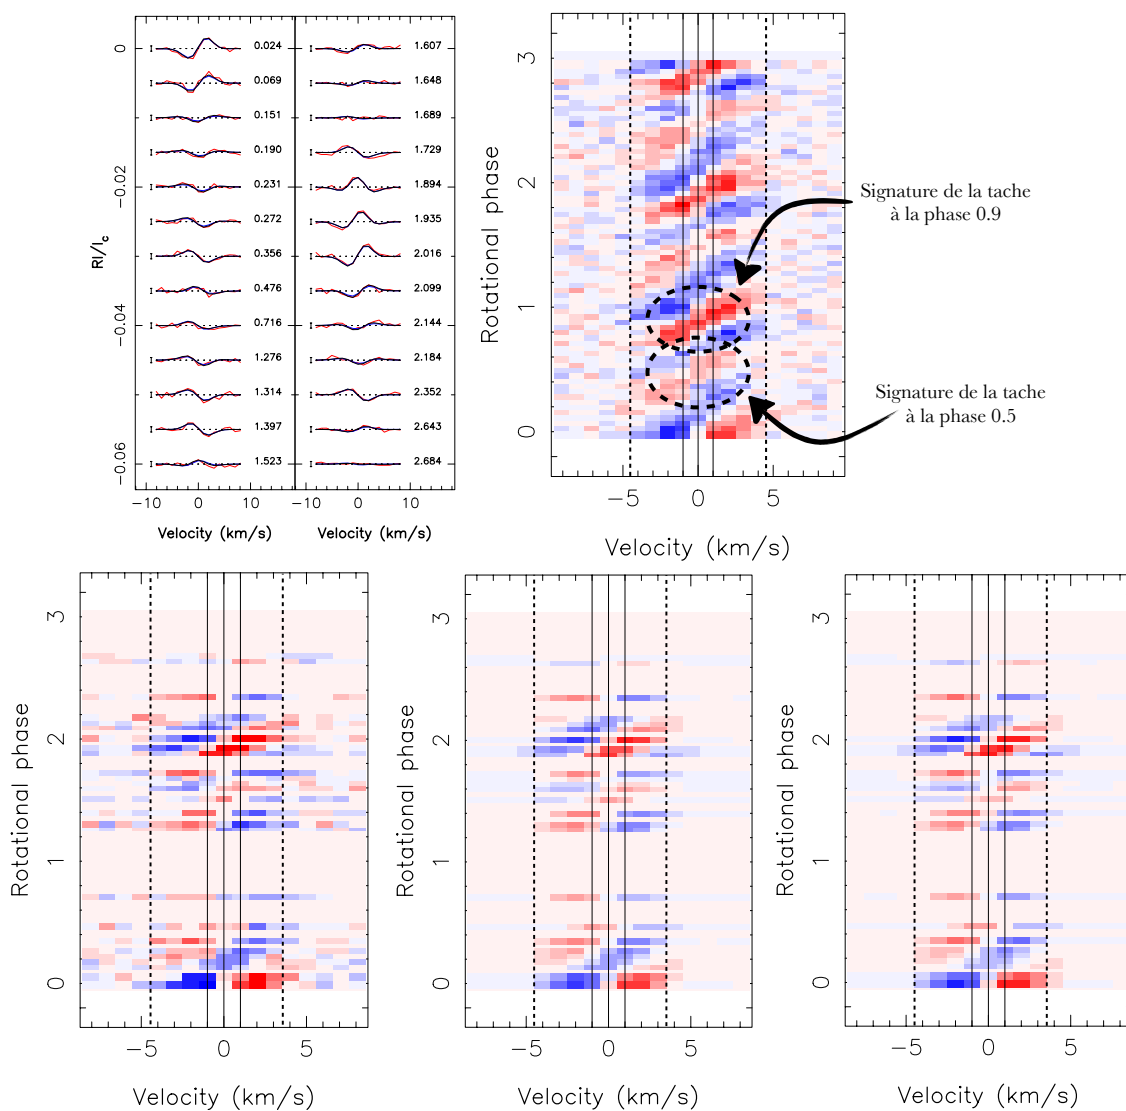 0
-0.02
-0.04
-0.06
RI/Ic
0.024
0.069
0.151
0.190
0.231
0.272
0.356
0.476
0.716
1.276
1.314
1.397
1.523
1.607
1.648
1.689
1.729
1.894
1.935
2.016
2.099
2.144
2.184
2.352
2.643
2.684
-10 0 10 -10 0 10
Velocity (km/s) Velocity (km/s)
Rotational phase
3
2
1
0
-5 0 5
Velocity (km/s)
Signature de la tache
à la phase 0.9
Signature de la tache
à la phase 0.5
Rotational phase
3
2
1
0
-5 0 5
Velocity (km/s)
Rotational phase
3
2
1
0
-5 0 5
Velocity (km/s)
Rotational phase
3
2
1
0
-5 0 5
Velocity (km/s)